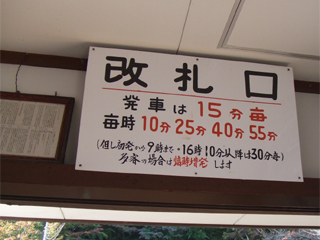 改札口
発車は15分毎
毎時10分25分40分55分
(但し初発から9時まで・16時10分以降は30分毎)
多客の場合は臨時増発します